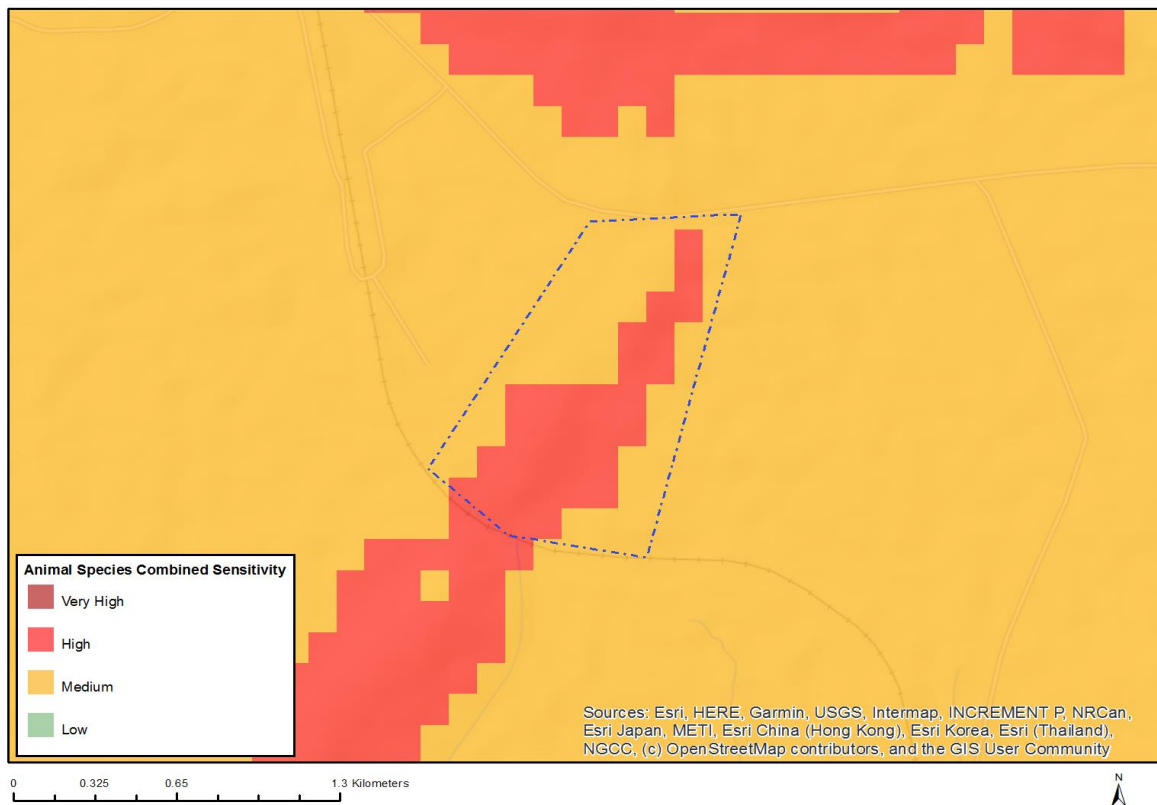 Animal Species Combined Sensitivity
Very High
High
Medium
Low
Sources: Esri, HERE, Garmin, USGS, Intermap, INCREMENT P, NRCan,
Esri Japan, METI, Esri China (Hong Kong), Esri Korea, Esri (Thailand),
NGCC, (c) OpenStreetMap contributors, and the GIS User Community
0 0.325 0.65 1.3 Kilometers
N